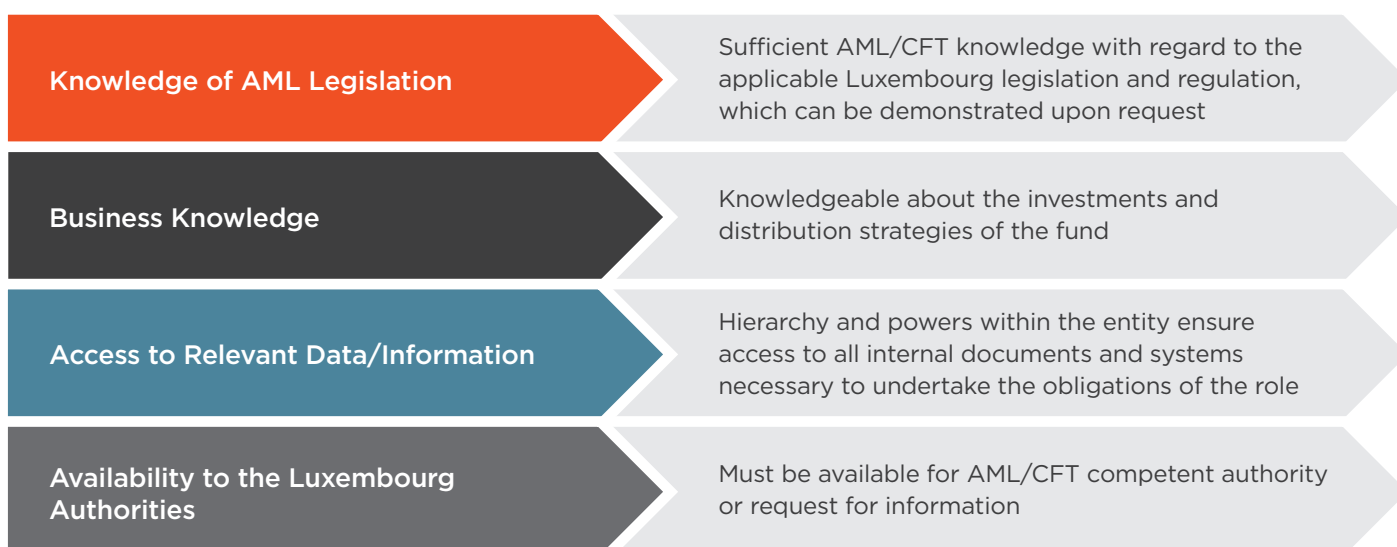 Knowledge of AML Legislation
Sufficient AML/CFT knowledge with regard to the
applicable Luxembourg legislation and regulation,
which can be demonstrated upon request
Business Knowledge
Knowledgeable about the investments and
distribution strategies of the fund
Access to Relevant Data/Information
Hierarchy and powers within the entity ensure
access to all internal documents and systems
necessary to undertake the obligations of the role
Availability to the Luxembourg
Authorities
Must be available for AML/CFT competent authority
or request for information